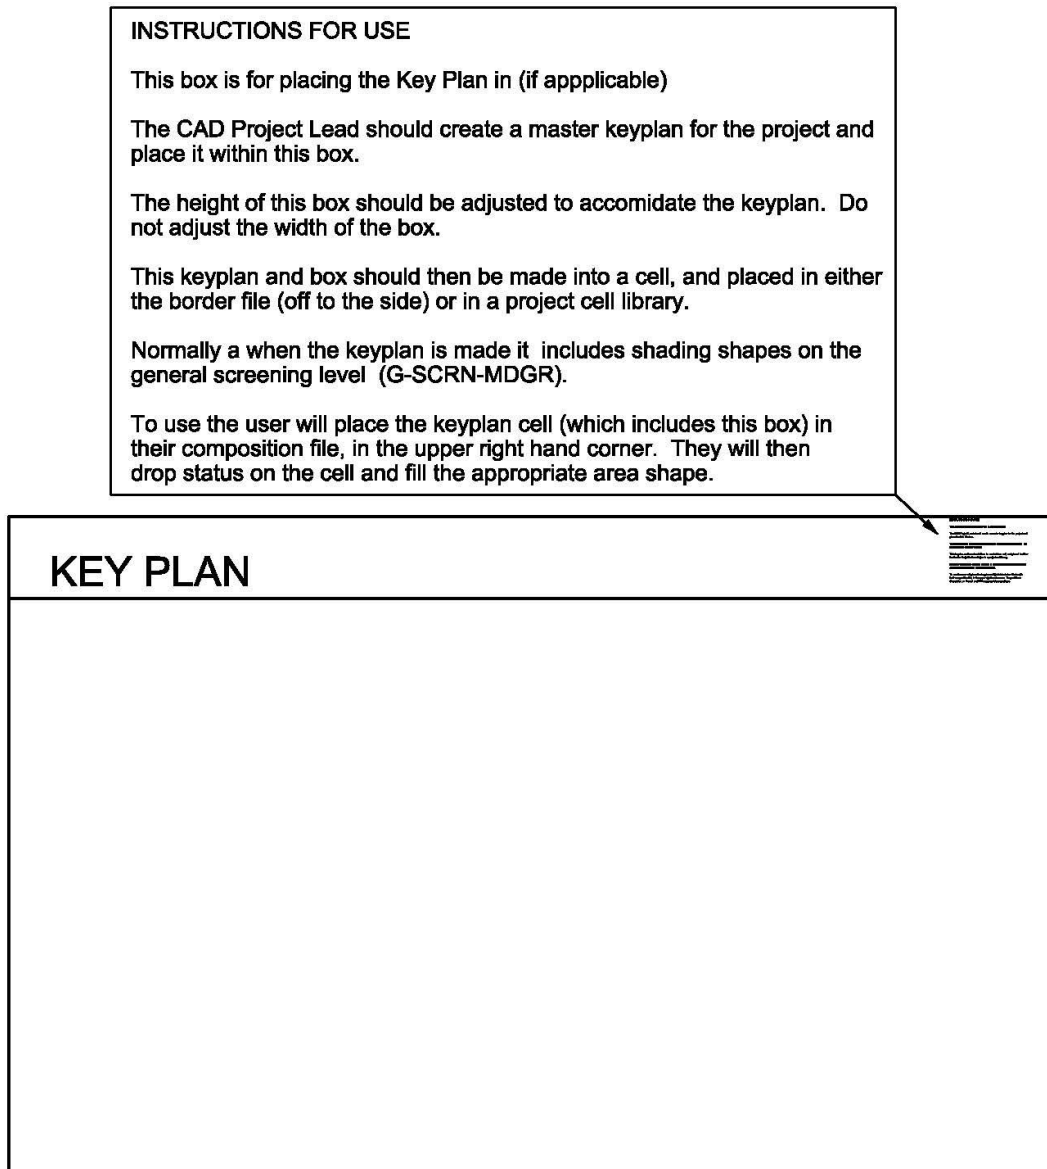 INSTRUCTIONS FOR USE
This box is for placing the Key Plan in (if appplicable)
The CAD Project Lead should create a master keyplan for the project and
place it within this box.
The height of this box should be adjusted to accomidate the keyplan.  Do
not adjust the width of the box.
This keyplan and box should then be made into a cell, and placed in either
the border file (off to the side) or in a project cell library.
Normally a when the keyplan is made it  includes shading shapes on the
general screening level  (G-SCRN-MDGR).
To use the user will place the keyplan cell (which includes this box) in
their composition file, in the upper right hand corner.  They will then
drop status on the cell and fill the appropriate area shape.
KEY PLAN